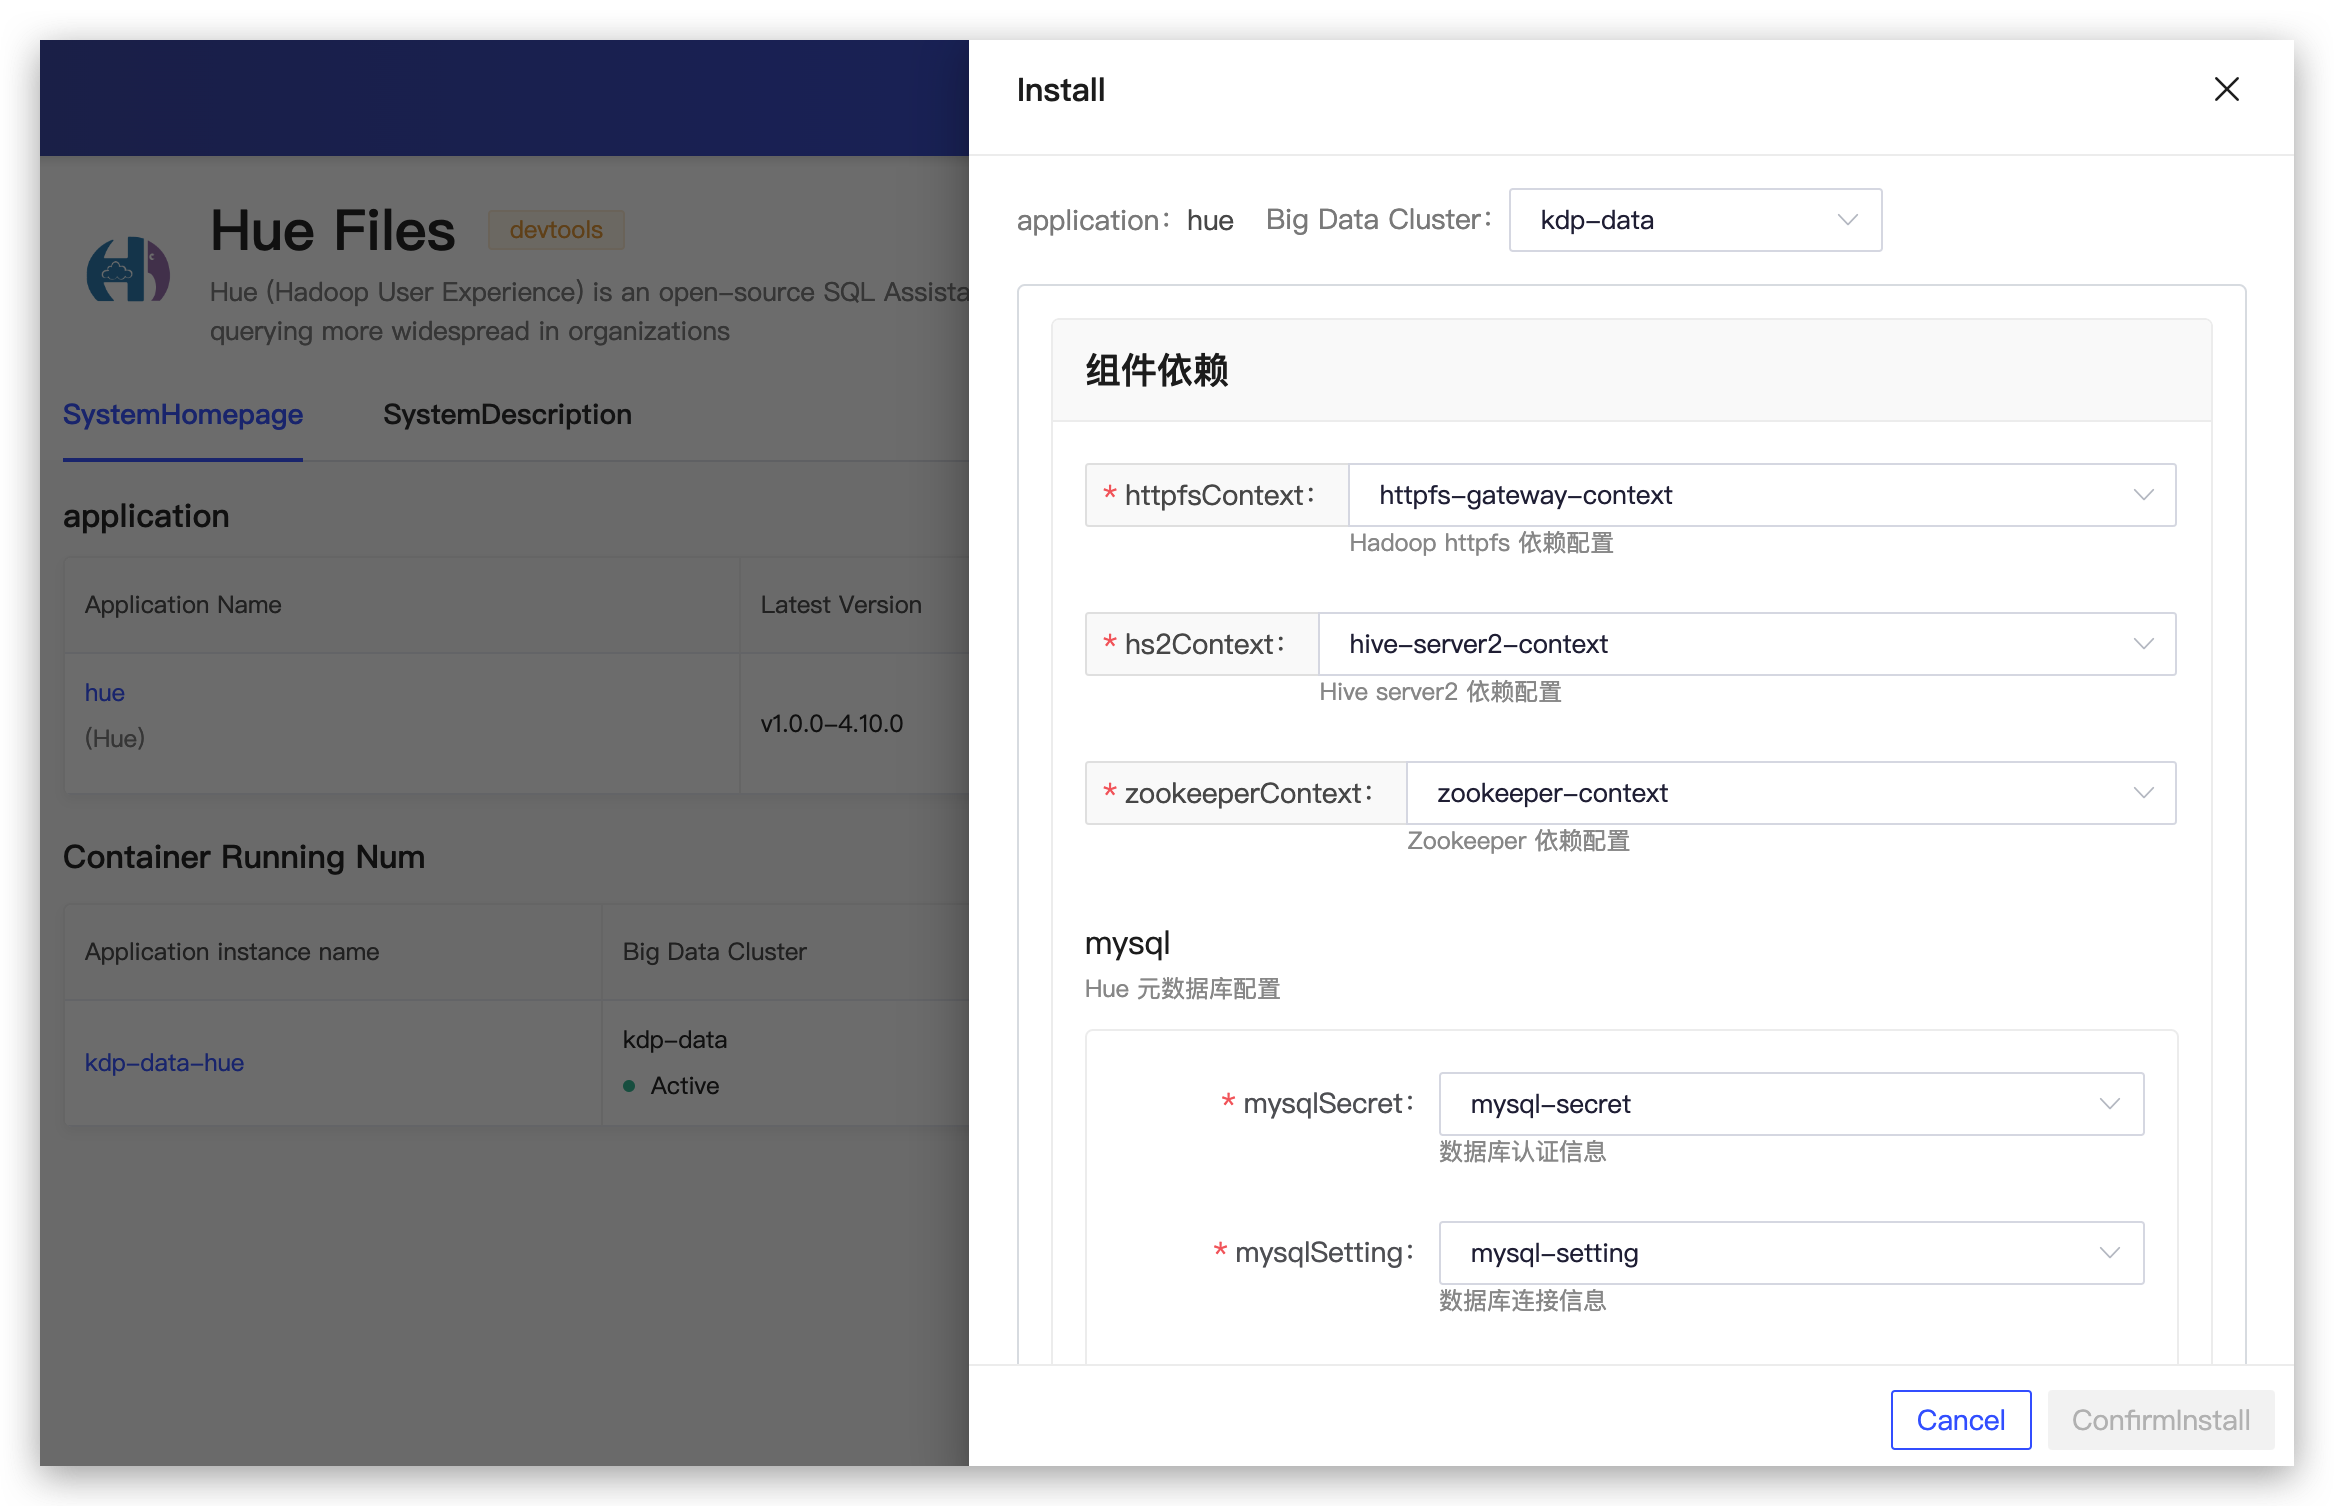 Hue Files
devtools
Hue (Hadoop User Experience) is an open-source SQL Assista
querying more widespread in organizations
SystemHomepage
SystemDescription
application
Application Name
Latest Version
hue
(Hue)
v1.0.0-4.10.0
Container Running Num
Application instance name
Big Data Cluster
kdp-data-hue
kdp-data
Active
Install
application: hue Big Data Cluster: kdp-data
组件依赖
* httpfsContext: httpfs-gateway-context
Hadoop httpfs 依赖配置
* hs2Context: hive-server2-context
Hive server2 依赖配置
* zookeeperContext: zookeeper-context
Zookeeper 依赖配置
mysql
Hue 元数据库配置
* mysqlSecret: mysql-secret
数据库认证信息
* mysqlSetting: mysql-setting
数据库连接信息
Cancel
ConfirmInstall